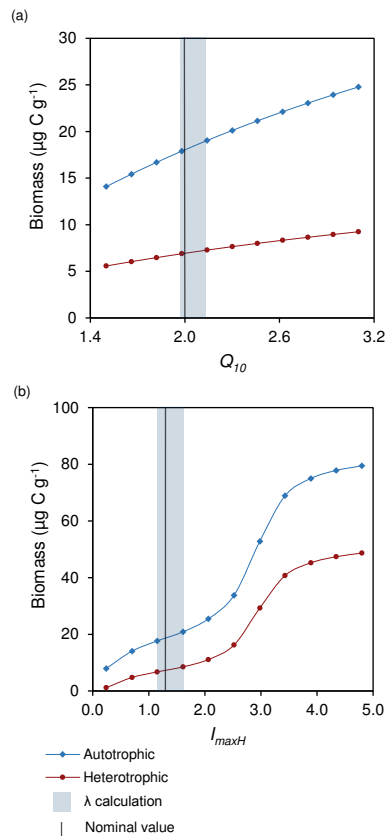 (a)
30
25
20
15
10
5
0
Biomass (µg C g⁻¹)
1.4 2.0 2.6 3.2
Q₁₀
(b)
100
80
60
40
20
0
Biomass (µg C g⁻¹)
0.0 1.0 2.0 3.0 4.0 5.0
I_maxH
Autotrophic
Heterotrophic
λ calculation
Nominal value